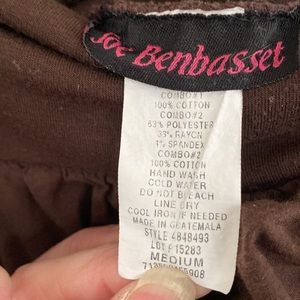 Joe Benbasset
COMBO#1
100% COTTON
COMBO#2
63% POLYESTER
33% RAYON
4% SPANDEX
COMBO#2
100% COTTON
HAND WASH
COLD WATER
DO NOT BLEACH
LINE DRY
COOL IRON IF NEEDED
MADE IN GUATEMALA
STYLE 4848493
LOT P15283
MEDIUM